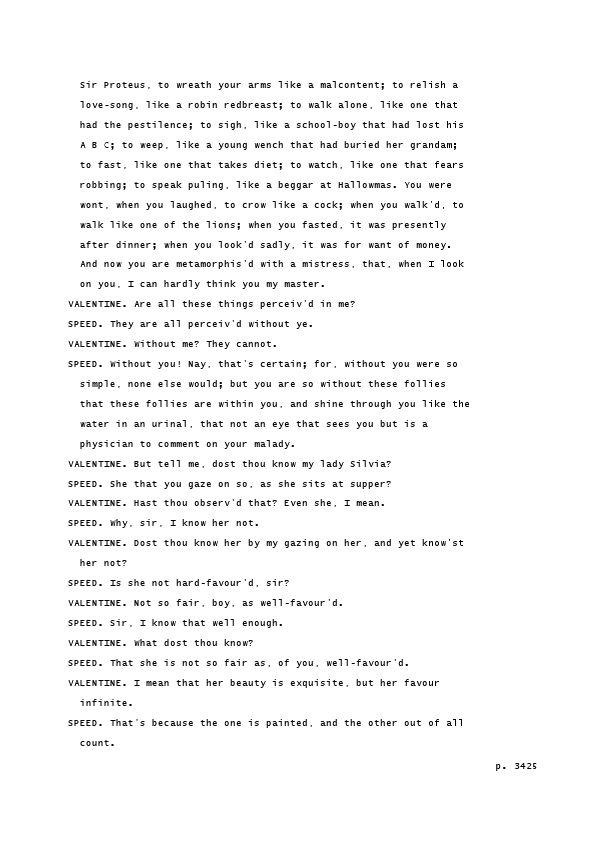 Sir Proteus, to wreath your arms like a malcontent; to relish a
love-song, like a robin redbreast; to walk alone, like one that
had the pestilence; to sigh, like a school-boy that had lost his
A B C; to weep, like a young wench that had buried her grandam;
to fast, like one that takes diet; to watch, like one that fears
robbing; to speak puling, like a beggar at Hallowmas. You were
wont, when you laughed, to crow like a cock; when you walk'd, to
walk like one of the lions; when you fasted, it was presently
after dinner; when you look'd sadly, it was for want of money.
And now you are metamorphis'd with a mistress, that, when I look
on you, I can hardly think you my master.
VALENTINE. Are all these things perceiv'd in me?
SPEED. They are all perceiv'd without ye.
VALENTINE. Without me? They cannot.
SPEED. Without you! Nay, that's certain; for, without you were so
simple, none else would; but you are so without these follies
that these follies are within you, and shine through you like the
water in an urinal, that not an eye that sees you but is a
physician to comment on your malady.
VALENTINE. But tell me, dost thou know my lady Silvia?
SPEED. She that you gaze on so, as she sits at supper?
VALENTINE. Hast thou observ'd that? Even she, I mean.
SPEED. Why, sir, I know her not.
VALENTINE. Dost thou know her by my gazing on her, and yet know'st
her not?
SPEED. Is she not hard-favour'd, sir?
VALENTINE. Not so fair, boy, as well-favour'd.
SPEED. Sir, I know that well enough.
VALENTINE. What dost thou know?
SPEED. That she is not so fair as, of you, well-favour'd.
VALENTINE. I mean that her beauty is exquisite, but her favour
infinite.
SPEED. That's because the one is painted, and the other out of all
count.
p. 3425